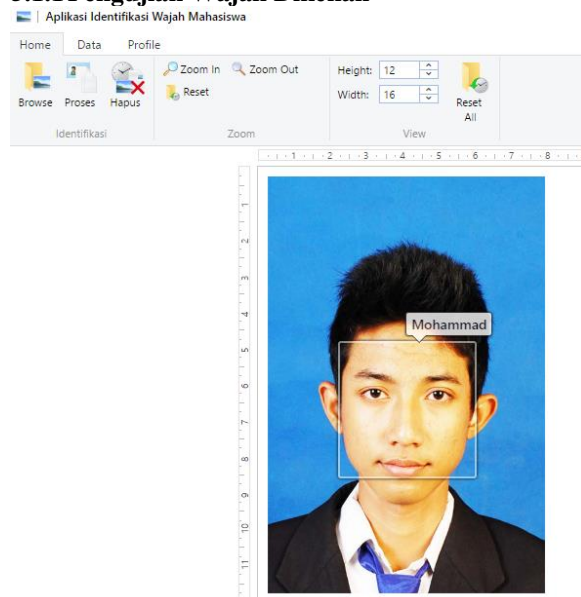 Aplikasi Identifikasi Wajah Mahasiswa
Home Data Profile
Browse Proses Hapus
Zoom In Zoom Out
Reset
Height: 12
Width: 16
Reset All
Identifikasi Zoom View
1 2 3 4 5 6 7 8
1 2 3 4 5 6 7 8 9 10 11
Mohammad